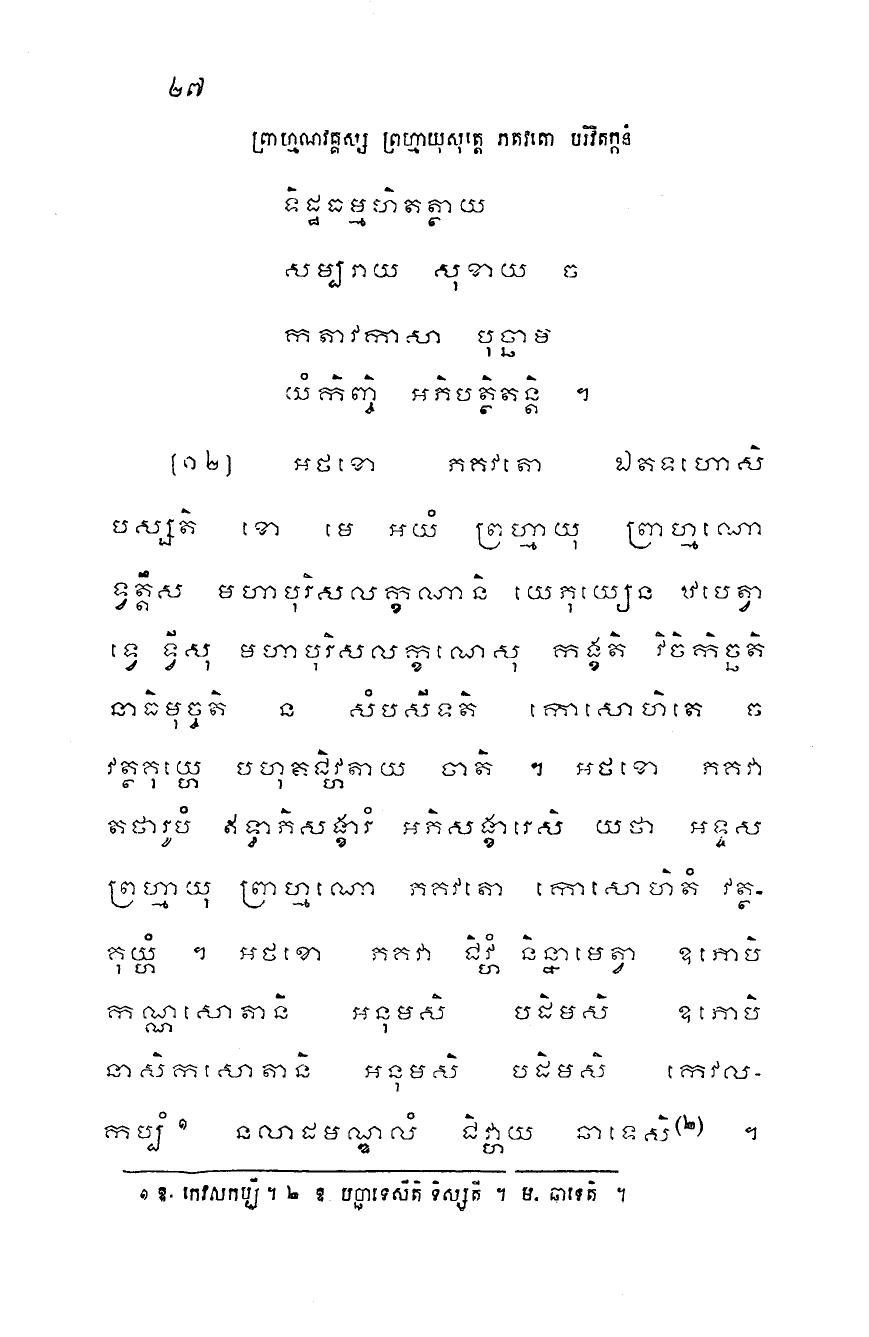 ២៧
ព្រាហ្មណវគ្គស្ស ព្រហ្មាយុសុត្តេ ភគវតោ បរិវិតក្កនំ
ទិដ្ឋធម្មហិតត្ថាយ
សម្បរាយ សុខាយ ច
កតាវកាសា បុច្ឆាម
យំកិញ្ចិ អភិបត្ថិតន្តិ ។
(១២) អថខោ ភគវតោ ឯតទហោសិ
បស្សតិ ខោ មេ អយំ ព្រហ្មាយុ ព្រាហ្មណោ
ទ្វត្តឹស មហាបុរិសលក្ខណានិ យេភុយ្យេន ឋបេត្វា
ទ្វេ ទ្វីសុ មហាបុរិសលក្ខណេសុ កង្ខតិ វិចិកិច្ឆតិ
នាធិមុច្ចតិ ន សំបសីទតិ កោសោហិតេ ច
វត្ថគុយ្ហេ បហុតជិវ្ហតាយ ចាតិ ។ អថខោ ភគវា
តថារូបំ ឥទ្ធាភិសង្ខារំ អភិសង្ខារេសិ យថា អទ្ទស
ព្រហ្មាយុ ព្រាហ្មណោ ភគវតោ កោសោហិតំ វត្ថ-
គុយ្ហំ ។ អថខោ ភគវា ជិវ្ហំ និន្នាមេត្វា ឧភោបិ
កណ្ណសោតានិ អនុមសិ បដិមសិ ឧភោបិ
នាសិកសោតានិ អនុមសិ បដិមសិ កេវល-
កប្បំ ១ នលាដមណ្ឌលំ ជិវ្ហាយ ឆាទេសិ(២) ។
១ ឱ. កេវលកប្បឹ ។ ២ ឱ បញ្ឆាទេសីតិ ទិស្សតិ ។ ម. ឆាទេតិ ។